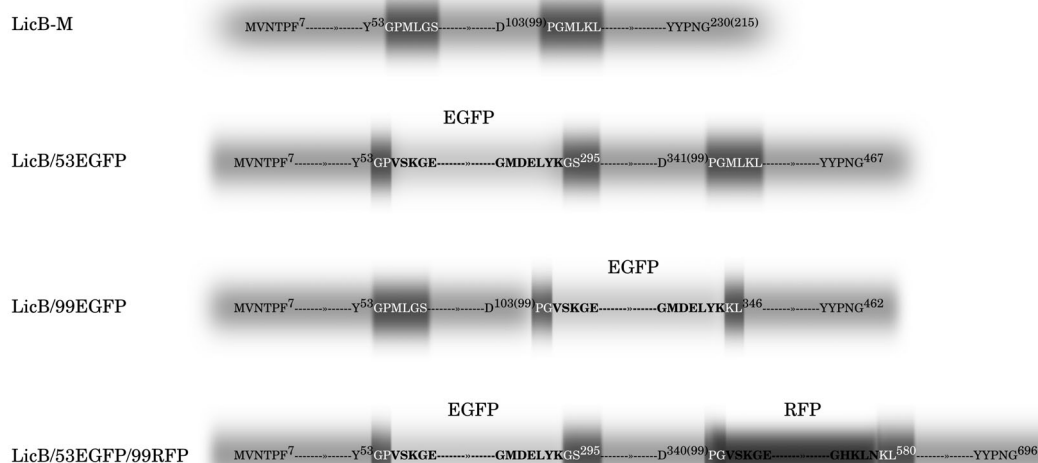 LicB-M MVNTPF7-------»------Y53GPMLGS-------»------D103(99)PGMLKL-------»--------YYPNG230(215)
EGFP
LicB/53EGFP MVNTPF7-------»------Y53GPVSKGE-------»------GMDELYKGS295-------»------D341(99)PGMLKL-------»------YYPNG467
EGFP
LicB/99EGFP MVNTPF7-------»------Y53GPMLGS-------»------D103(99)PGVSKGE-------»------GMDELYKKL346-------»------YYPNG462
EGFP RFP
LicB/53EGFP/99RFP MVNTPF7-------»------Y53GPVSKGE-------»------GMDELYKGS295-------»------D340(99)PGVSKGE-------»------GHKLNKL580-------»------YYPNG696